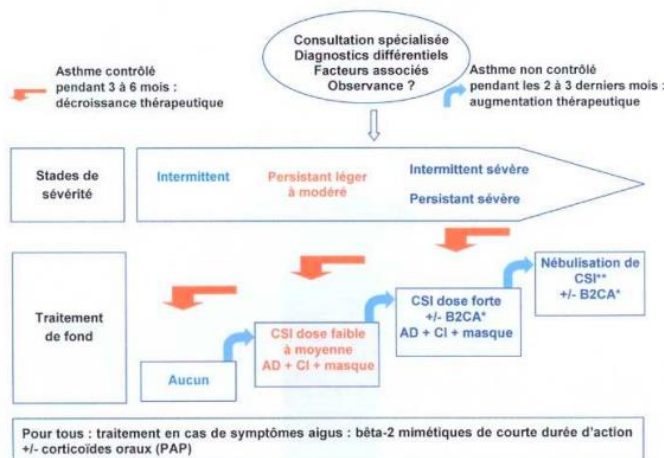 Consultation spécialisée
Diagnostics différentiels
Facteurs associés
Observance ?
Asthme contrôlé
pendant 3 à 6 mois :
décroissance thérapeutique
Asthme non contrôlé
pendant les 2 à 3 derniers mois :
augmentation thérapeutique
Stades de
sévérité
Intermittent
Persistant léger
à modéré
Intermittent sévère
Persistant sévère
Traitement
de fond
Aucun
CSI dose faible
à moyenne
AD + CI + masque
CSI dose forte
+/- B2CA*
AD + CI + masque
Nébulisation de
CSI**
+/- B2CA*
Pour tous : traitement en cas de symptômes aigus : bêta-2 mimétiques de courte durée d'action
+/- corticoïdes oraux (PAP)